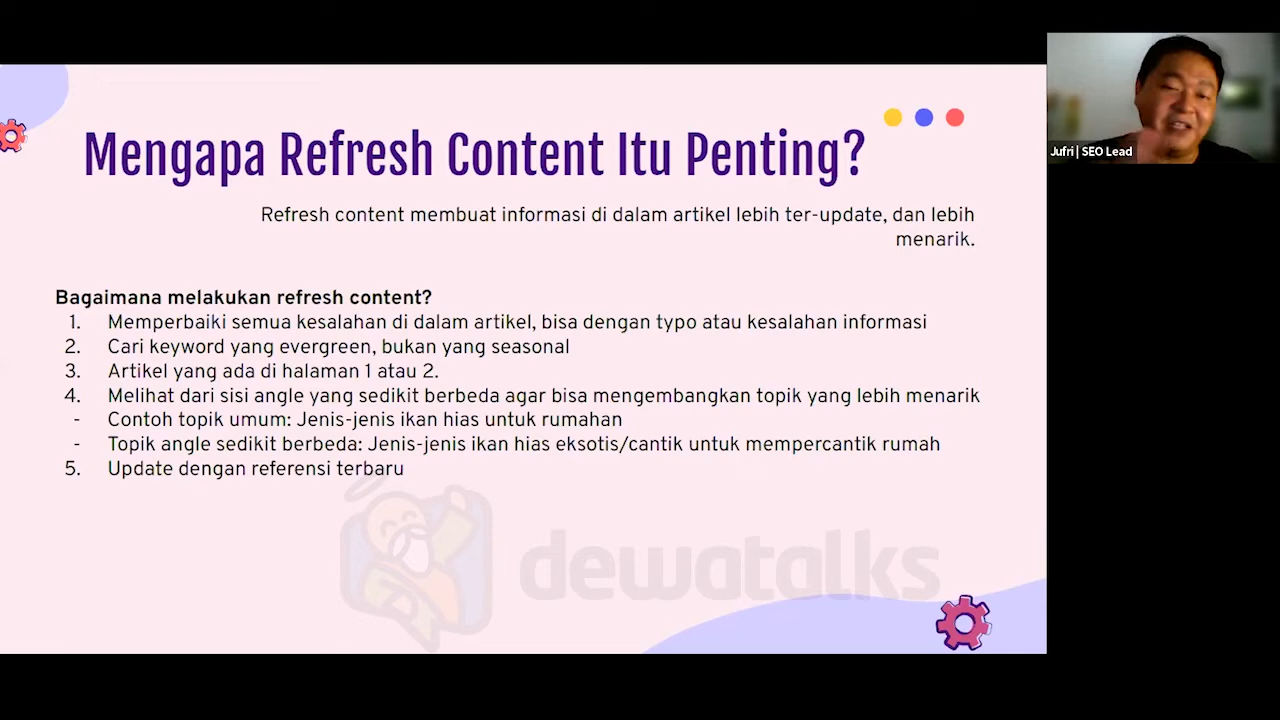 Mengapa Refresh Content Itu Penting?
Refresh content membuat informasi di dalam artikel lebih ter-update, dan lebih
menarik.
Bagaimana melakukan refresh content?
1. Memperbaiki semua kesalahan di dalam artikel, bisa dengan typo atau kesalahan informasi
2. Cari keyword yang evergreen, bukan yang seasonal
3. Artikel yang ada di halaman 1 atau 2.
4. Melihat dari sisi angle yang sedikit berbeda agar bisa mengembangkan topik yang lebih menarik
- Contoh topik umum: Jenis-jenis ikan hias untuk rumahan
- Topik angle sedikit berbeda: Jenis-jenis ikan hias eksotis/cantik untuk mempercantik rumah
5. Update dengan referensi terbaru
dewatalks
Jufri | SEO Lead